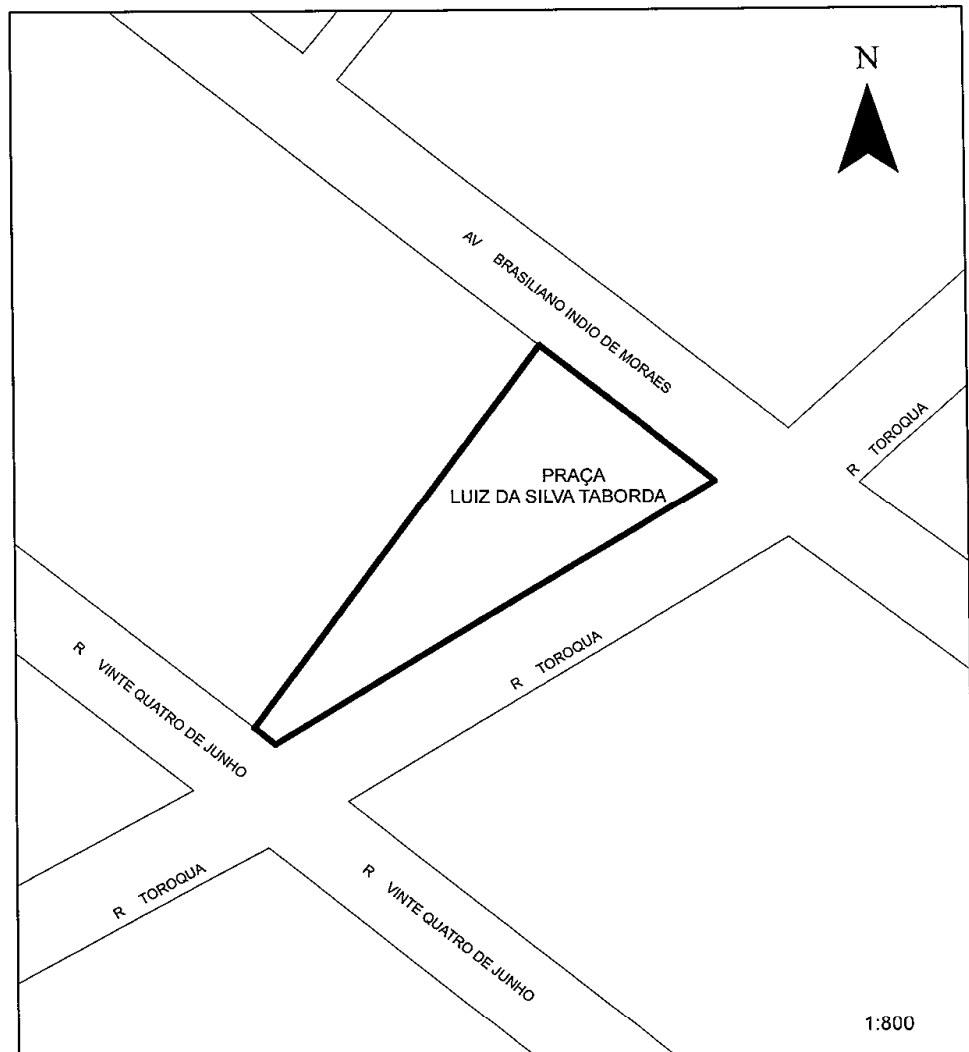 N
AV BRASILIANO INDIO DE MORAES
R TOROQUA
PRAÇA
LUIZ DA SILVA TABORDA
R TOROQUA
R VINTE QUATRO DE JUNHO
R TOROQUA
R VINTE QUATRO DE JUNHO
1:800